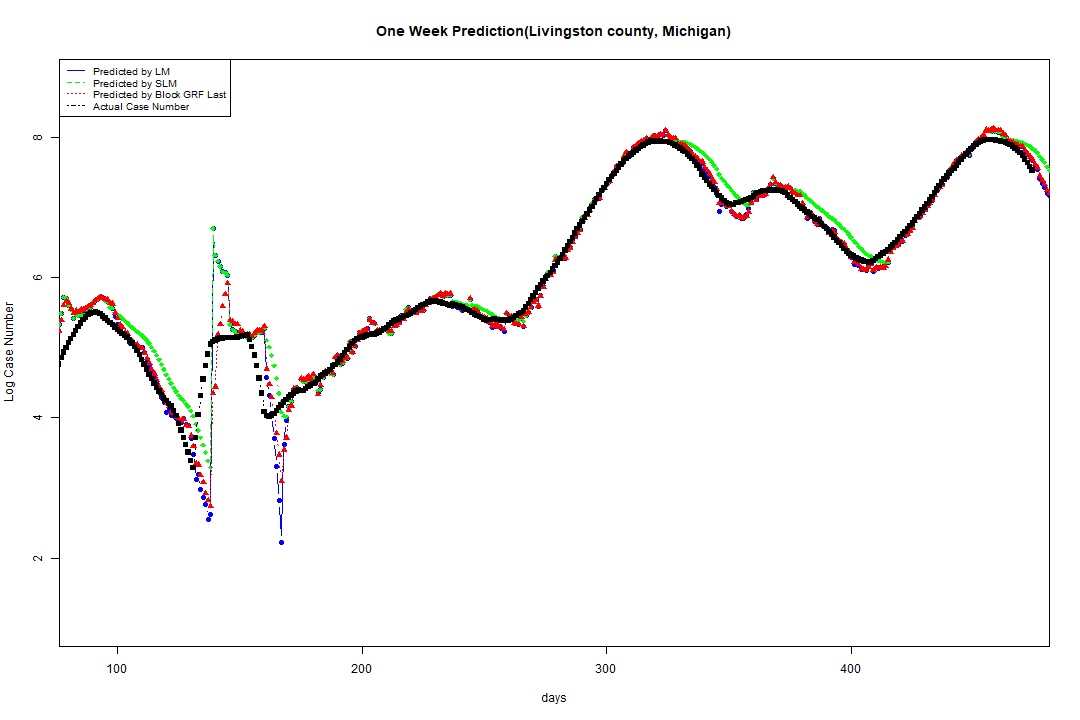 One Week Prediction(Livingston county, Michigan)
Predicted by LM
Predicted by SLM
Predicted by Block GRF Last
Actual Case Number
8
6
4
2
Log Case Number
100 200 300 400
days